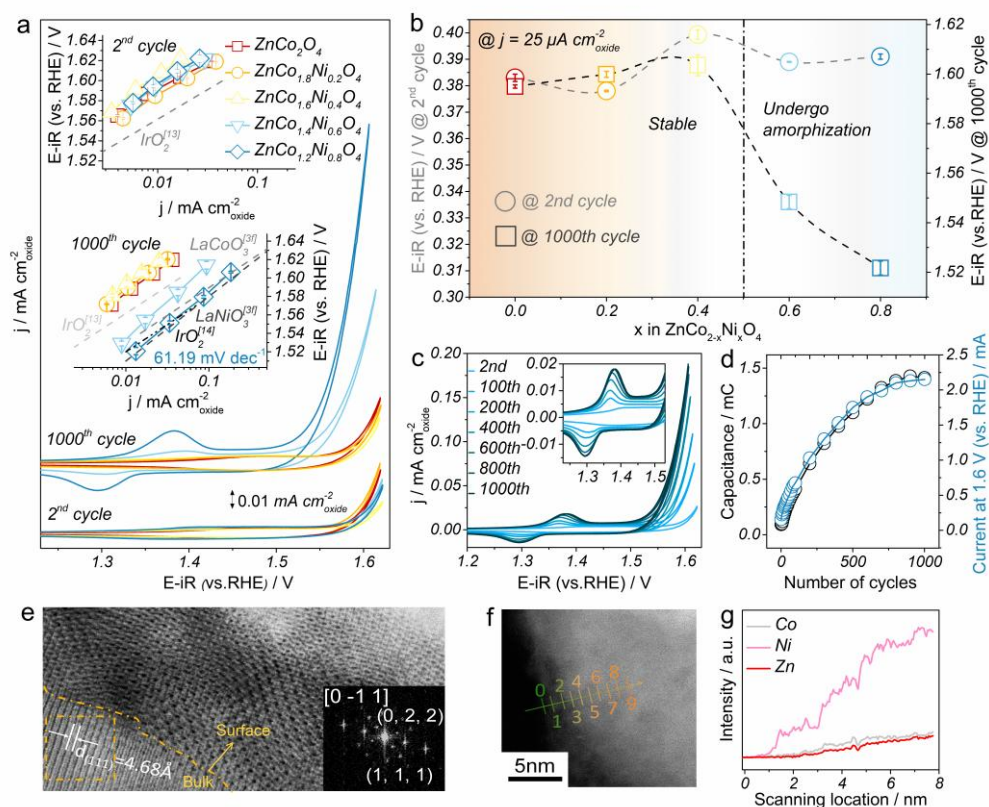 a
2nd cycle
ZnCo2O4
ZnCo1.8Ni0.2O4
ZnCo1.6Ni0.4O4
ZnCo1.4Ni0.6O4
ZnCo1.2Ni0.8O4
IrO2[13]
E-iR (vs. RHE) / V
1.64
1.62
1.60
1.58
1.56
1.54
0.01
0.1
j / mA cm-2oxide
1000th cycle
LaCoO3[3f]
IrO2[13]
LaNiO3[3f]
IrO2[14]
61.19 mV dec-1
1.64
1.61
1.58
1.55
1.52
E-iR (vs. RHE) / V
0.01
0.1
j / mA cm-2oxide
j / mA cm-2oxide
1000th cycle
2nd cycle
0.01 mA cm-2oxide
1.3
1.4
1.5
1.6
E-iR (vs.RHE) / V
b
@ j = 25 µA cm-2oxide
Stable
Undergo
amorphization
@ 2nd cycle
@ 1000th cycle
E-iR (vs. RHE) / V @ 2nd cycle
0.40
0.39
0.38
0.37
0.36
0.35
0.34
0.33
0.32
0.31
0.30
0.0
0.2
0.4
0.6
0.8
x in ZnCo2-xNixO4
1.62
1.60
1.58
1.56
1.54
1.52
E-iR (vs.RHE) / V @ 1000th cycle
c
0.20
0.15
0.10
0.05
0.00
j / mA cm-2oxide
2nd
100th
200th
400th
600th
800th
1000th
0.02
0.01
0.00
-0.01
1.3
1.4
1.5
1.2
1.3
1.4
1.5
1.6
E-iR (vs.RHE) / V
d
Capacitance / mC
1.5
1.0
0.5
0.0
0
250
500
750
1000
Number of cycles
2.5
2.0
1.5
1.0
0.5
0.0
Current at 1.6 V (vs. RHE) / mA
e
[0 -1 1]
(0, 2, 2)
(1, 1, 1)
Surface
Bulk
d(111)=4.68Å
f
0
2
4
6
8
1
3
5
7
9
5nm
g
Co
Ni
Zn
Intensity / a.u.
0
2
4
6
8
Scanning location / nm